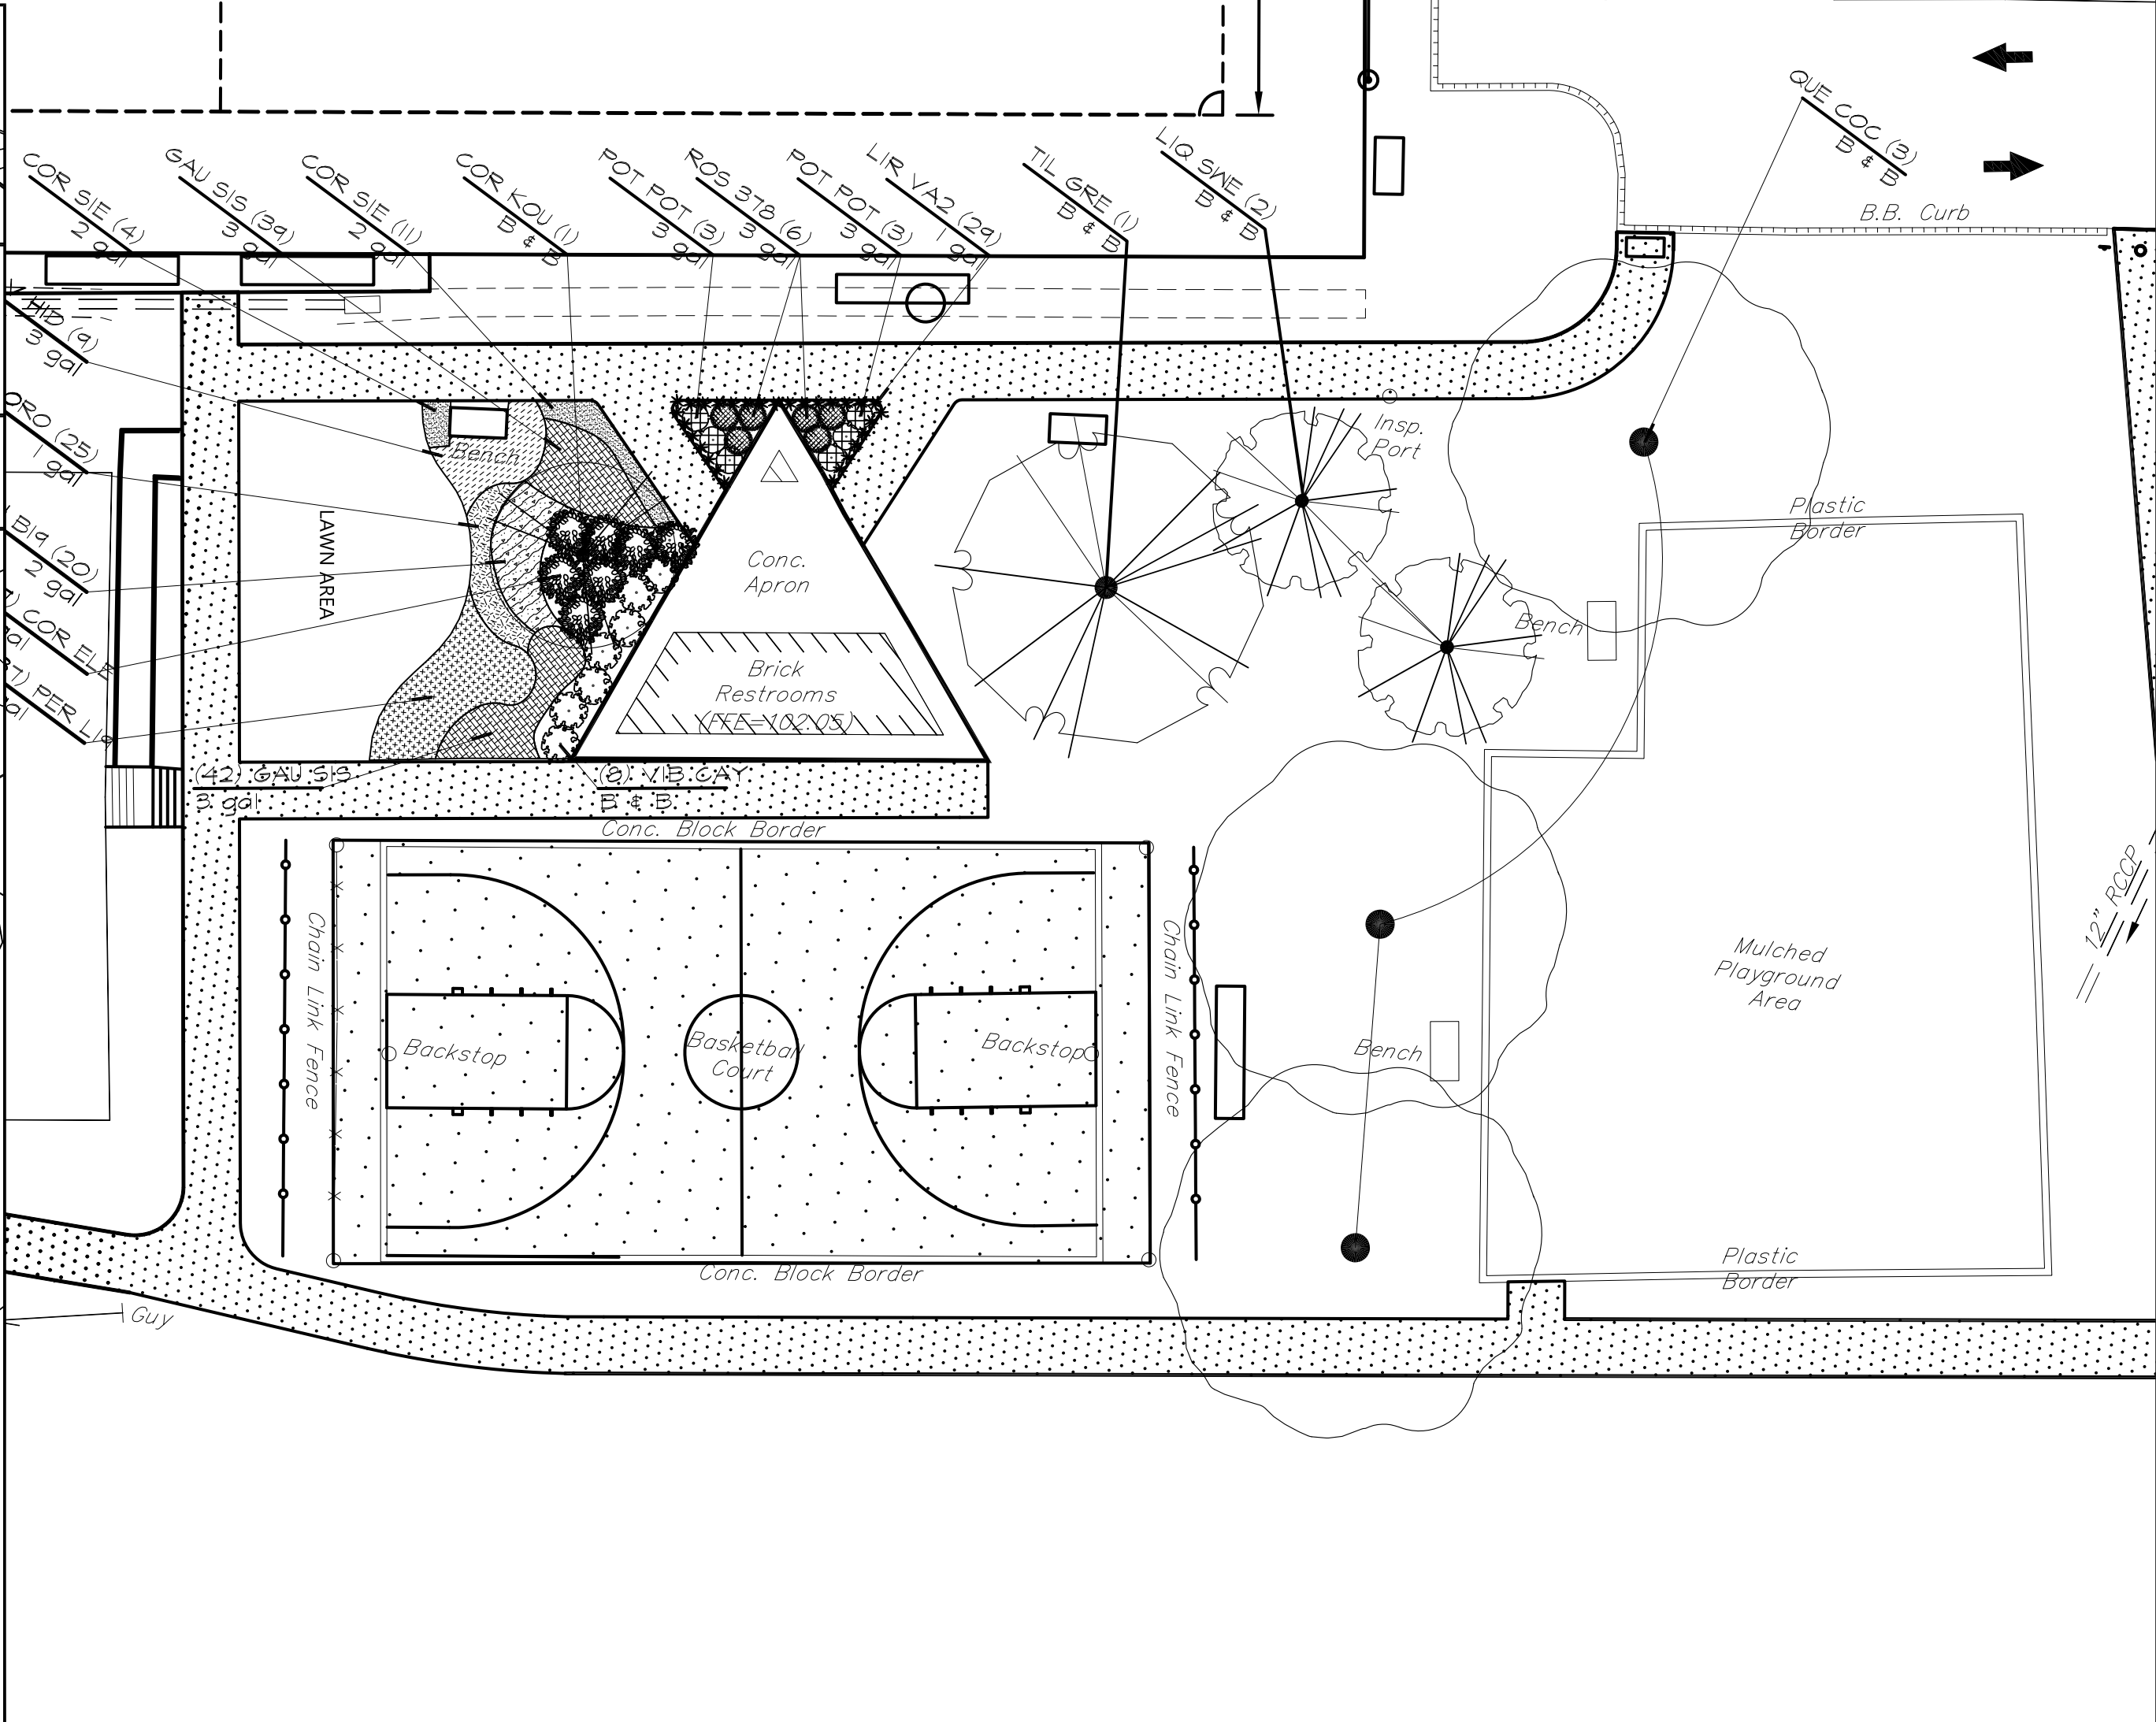 QUE COC (3)
B & B
B.B. Curb
COR SIE (4)
2 gal
GAU SIS (39)
3 gal
COR SIE (11)
2 gal
COR KOU (1)
B & B
POT POT (3)
3 gal
ROS 378 (6)
3 gal
POT POT (3)
3 gal
LIR VA2 (29)
1 gal
TIL GRE (1)
B & B
LIQ SWE (2)
B & B
HID (9)
3 gal
ORO (25)
1 gal
B19 (20)
2 gal
) COR ELE
gal
37) PER L19
gal
Bench
LAWN AREA
Conc.
Apron
Brick
Restrooms
(FFE=102.05)
Insp.
Port
Plastic
Border
Bench
(42) GAU SIS
3 gal
(8) VIB CAY
B & B
Conc. Block Border
Chain Link Fence
Backstop
Basketball
Court
Backstop
Chain Link Fence
Bench
Mulched
Playground
Area
12" RCCP
Conc. Block Border
Plastic
Border
Guy